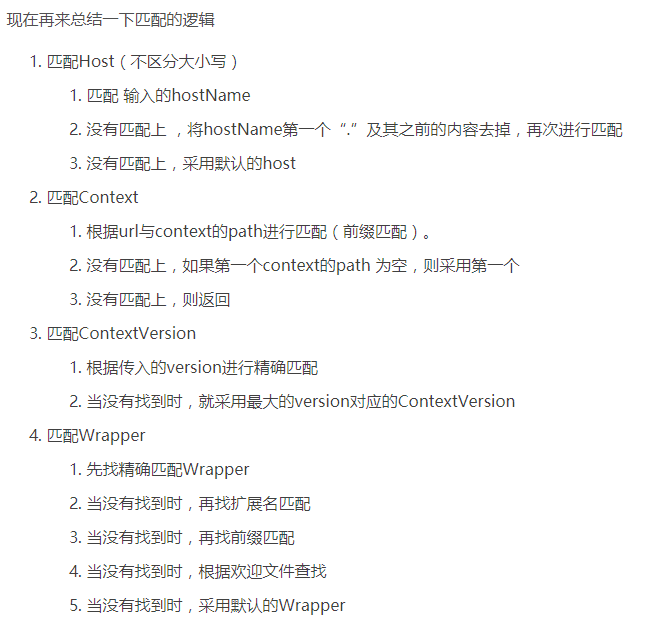 现在再来总结一下匹配的逻辑
1. 匹配Host（不区分大小写）
1. 匹配 输入的hostName
2. 没有匹配上 ，将hostName第一个“.”及其之前的内容去掉，再次进行匹配
3. 没有匹配上，采用默认的host
2. 匹配Context
1. 根据url与context的path进行匹配（前缀匹配）。
2. 没有匹配上，如果第一个context的path 为空，则采用第一个
3. 没有匹配上，则返回
3. 匹配ContextVersion
1. 根据传入的version进行精确匹配
2. 当没有找到时，就采用最大的version对应的ContextVersion
4. 匹配Wrapper
1. 先找精确匹配Wrapper
2. 当没有找到时，再找扩展名匹配
3. 当没有找到时，再找前缀匹配
4. 当没有找到时，根据欢迎文件查找
5. 当没有找到时，采用默认的Wrapper